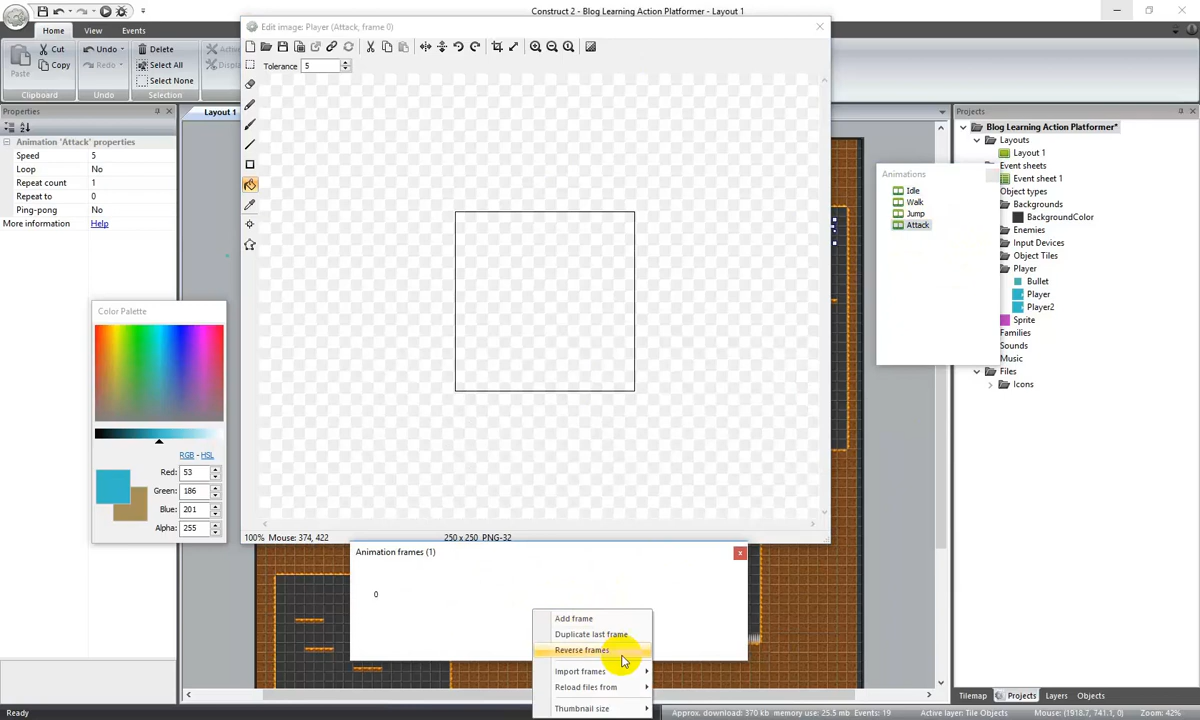 Construct 2 - Blog Learning Action Platformer - Layout 1
Home
View
Events
Cut
Copy
Paste
Clipboard
Undo
Redo
Undo
Delete
Select All
Select None
Selection
Edit image: Player (Attack, frame 0)
Tolerance 5
Properties
Animation 'Attack' properties
Speed 5
Loop No
Repeat count 1
Repeat to 0
Ping-pong No
More information Help
Layout 1
Color Palette
RGB - HSL
Red: 53
Green: 186
Blue: 201
Alpha: 255
100% Mouse: 374, 422
250 x 250, PNG-32
Animation frames (1)
0
Add frame
Duplicate last frame
Reverse frames
Import frames
Reload files from
Thumbnail size
Animations
Idle
Walk
Jump
Attack
Projects
Blog Learning Action Platformer*
Layouts
Layout 1
Event sheets
Event sheet 1
Object types
Backgrounds
BackgroundColor
Enemies
Input Devices
Object Tiles
Player
Bullet
Player
Player2
Sprite
Families
Sounds
Music
Files
Icons
Tilemap
Projects
Layers
Objects
Ready
Approx. download: 370 kb
memory use: 25.5 mb
Events: 19
Active layer: Tile Objects
Mouse: (1918.7, 741.1, 0)
Zoom: 42%